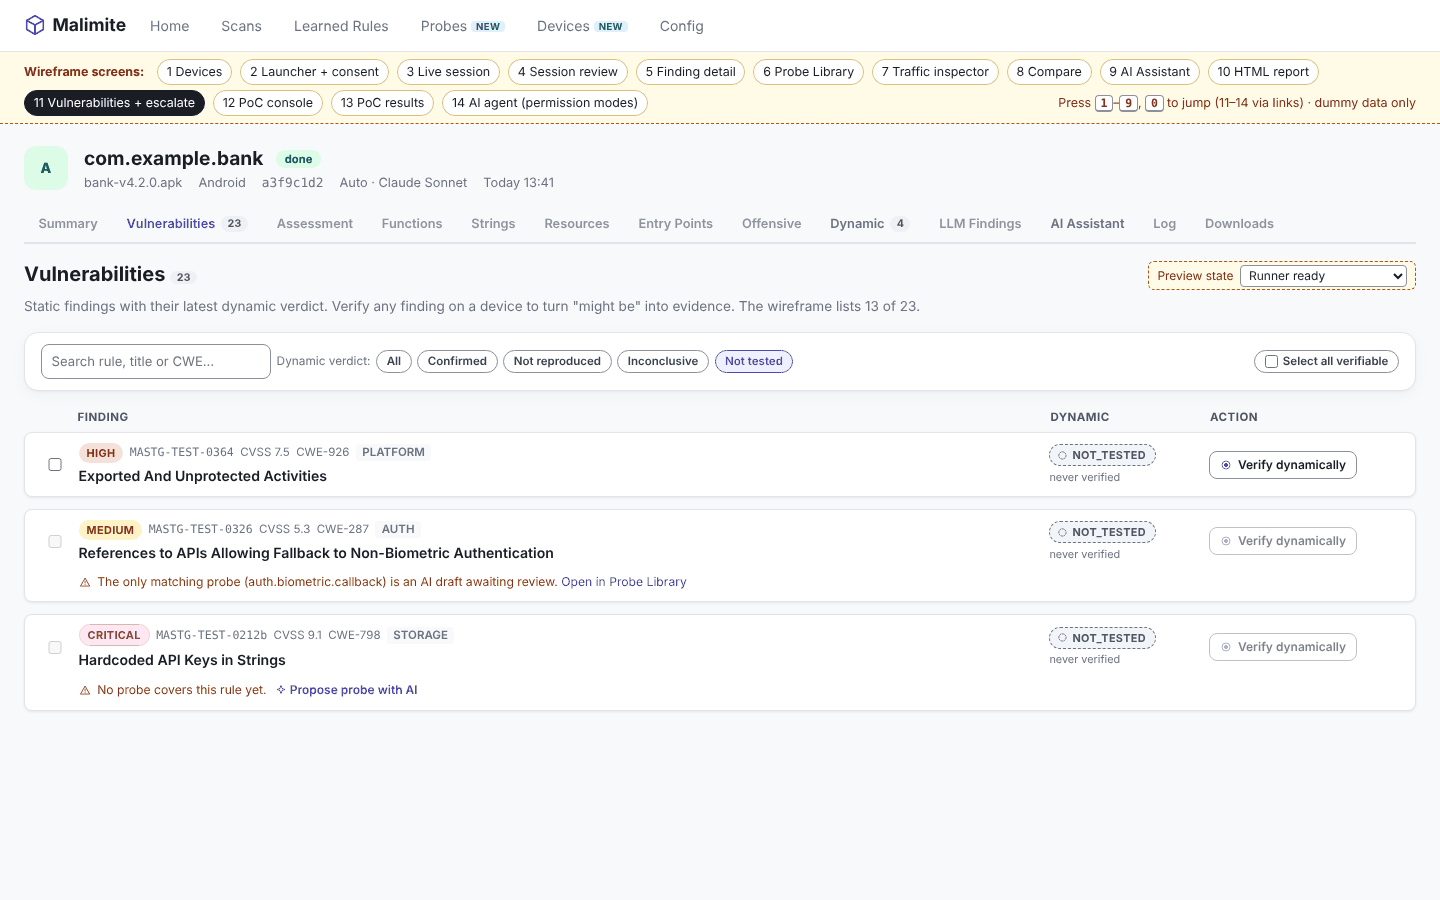 Malimite Home Scans Learned Rules Probes NEW Devices NEW Config
Wireframe screens: 1 Devices 2 Launcher + consent 3 Live session 4 Session review 5 Finding detail 6 Probe Library 7 Traffic inspector 8 Compare 9 AI Assistant 10 HTML report
11 Vulnerabilities + escalate 12 PoC console 13 PoC results 14 AI agent (permission modes) Press 1–9, 0 to jump (11–14 via links) · dummy data only
A
com.example.bank done
bank-v4.2.0.apk Android a3f9c1d2 Auto · Claude Sonnet Today 13:41
Summary Vulnerabilities 23 Assessment Functions Strings Resources Entry Points Offensive Dynamic 4 LLM Findings AI Assistant Log Downloads
Vulnerabilities 23 Preview state Runner ready
Static findings with their latest dynamic verdict. Verify any finding on a device to turn "might be" into evidence. The wireframe lists 13 of 23.
Search rule, title or CWE... Dynamic verdict: All Confirmed Not reproduced Inconclusive Not tested Select all verifiable
FINDING DYNAMIC ACTION
HIGH MASTG-TEST-0364 CVSS 7.5 CWE-926 PLATFORM NOT_TESTED
Exported And Unprotected Activities never verified Verify dynamically
MEDIUM MASTG-TEST-0326 CVSS 5.3 CWE-287 AUTH NOT_TESTED
References to APIs Allowing Fallback to Non-Biometric Authentication never verified Verify dynamically
The only matching probe (auth.biometric.callback) is an AI draft awaiting review. Open in Probe Library
CRITICAL MASTG-TEST-0212b CVSS 9.1 CWE-798 STORAGE NOT_TESTED
Hardcoded API Keys in Strings never verified Verify dynamically
No probe covers this rule yet. Propose probe with AI